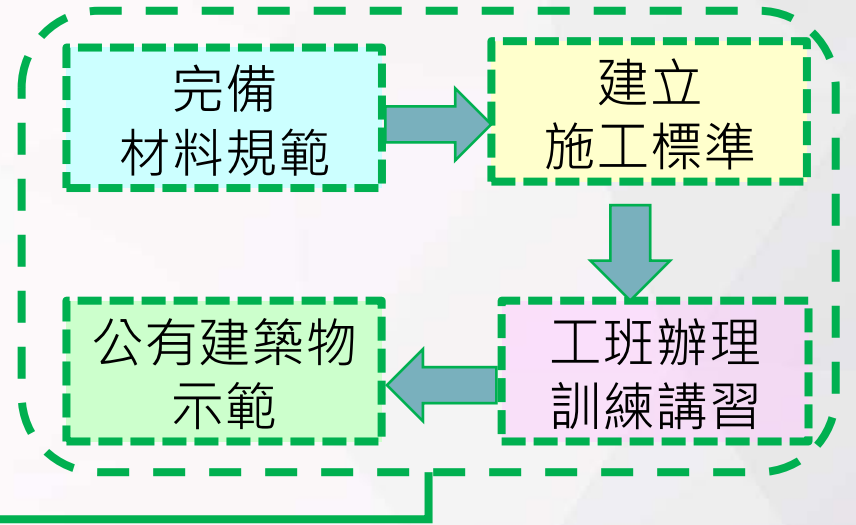 完備
材料規範
建立
施工標準
工班辦理
訓練講習
公有建築物
示範